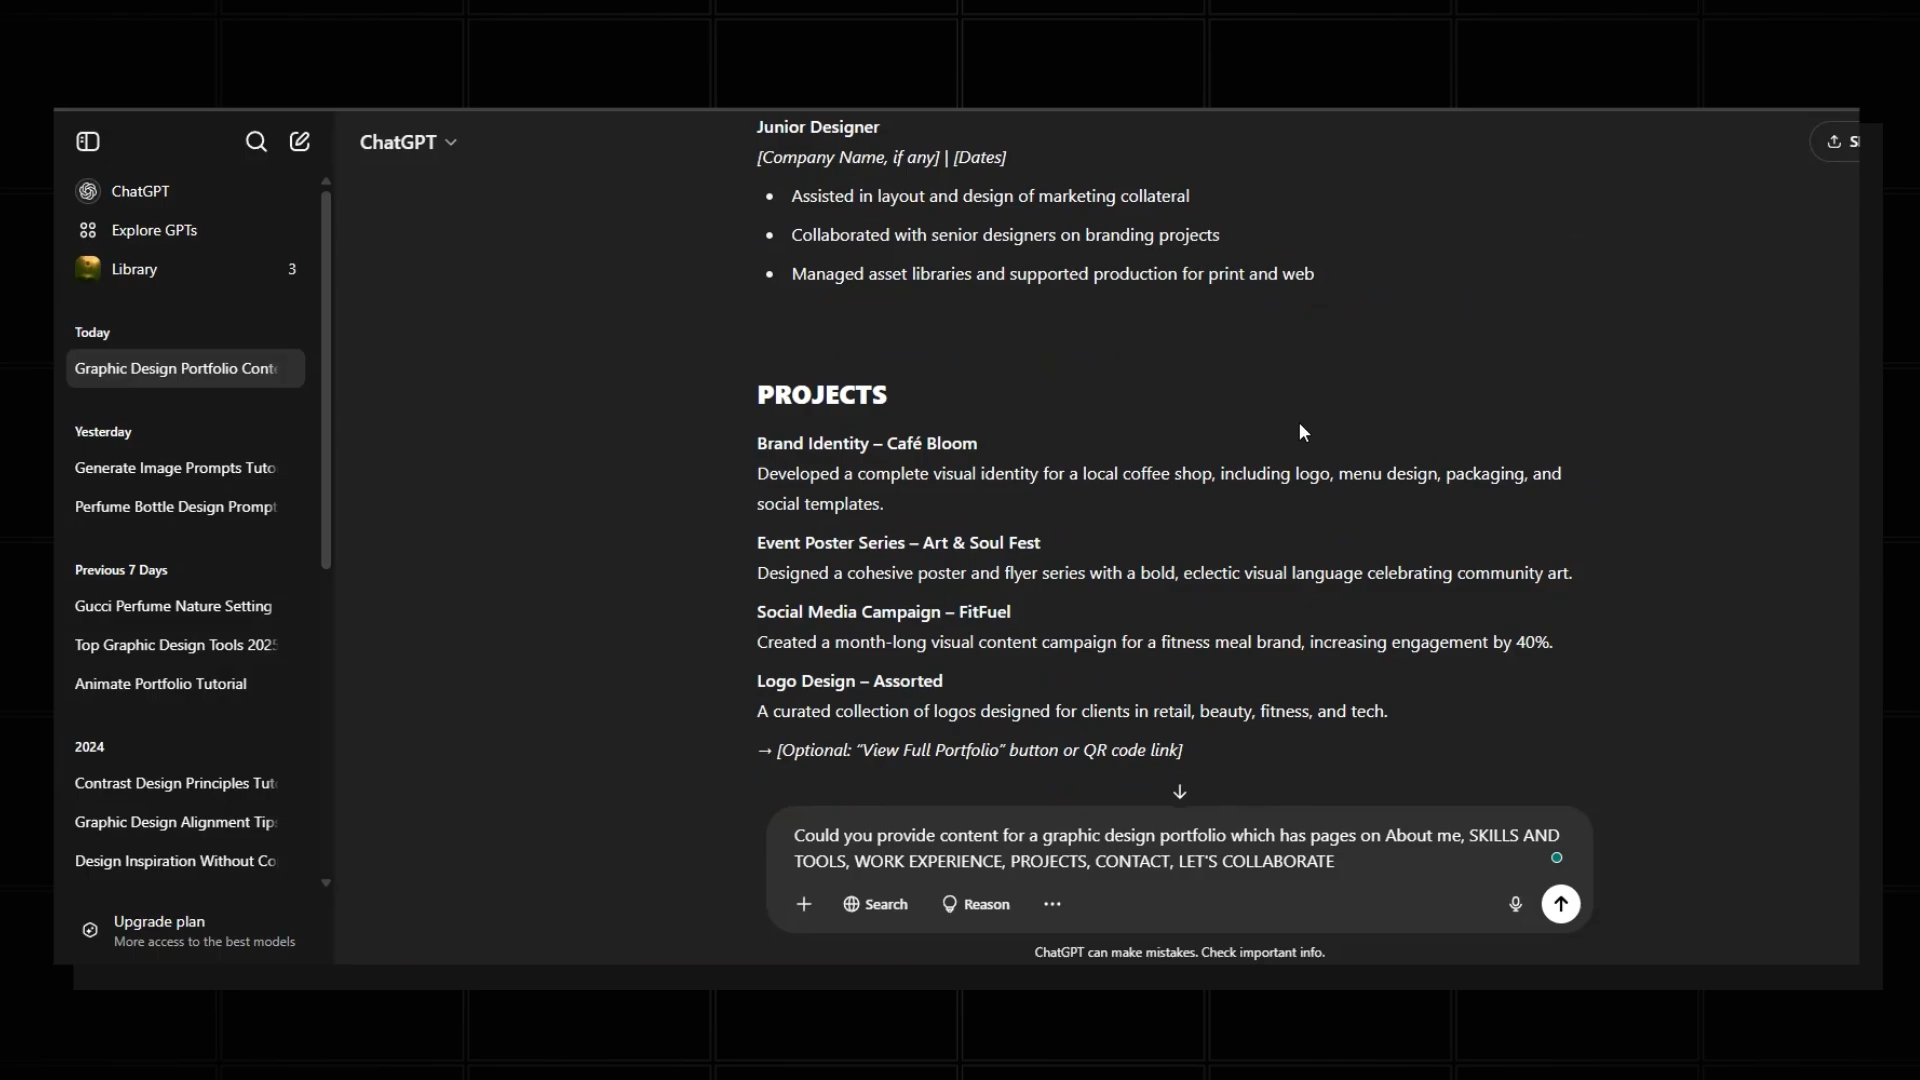 ChatGPT
Explore GPTs
Library 3
Today
Graphic Design Portfolio Cont
Yesterday
Generate Image Prompts Tuto
Perfume Bottle Design Prompt
Previous 7 Days
Gucci Perfume Nature Setting
Top Graphic Design Tools 2025
Animate Portfolio Tutorial
2024
Contrast Design Principles Tut
Graphic Design Alignment Tip
Design Inspiration Without Co
Upgrade plan
More access to the best models
ChatGPT
Junior Designer
[Company Name, if any] | [Dates]
• Assisted in layout and design of marketing collateral
• Collaborated with senior designers on branding projects
• Managed asset libraries and supported production for print and web
PROJECTS
Brand Identity – Café Bloom
Developed a complete visual identity for a local coffee shop, including logo, menu design, packaging, and
social templates.
Event Poster Series – Art & Soul Fest
Designed a cohesive poster and flyer series with a bold, eclectic visual language celebrating community art.
Social Media Campaign – FitFuel
Created a month-long visual content campaign for a fitness meal brand, increasing engagement by 40%.
Logo Design – Assorted
A curated collection of logos designed for clients in retail, beauty, fitness, and tech.
→ [Optional: “View Full Portfolio” button or QR code link]
Could you provide content for a graphic design portfolio which has pages on About me, SKILLS AND
TOOLS, WORK EXPERIENCE, PROJECTS, CONTACT, LET'S COLLABORATE
Search Reason
ChatGPT can make mistakes. Check important info.